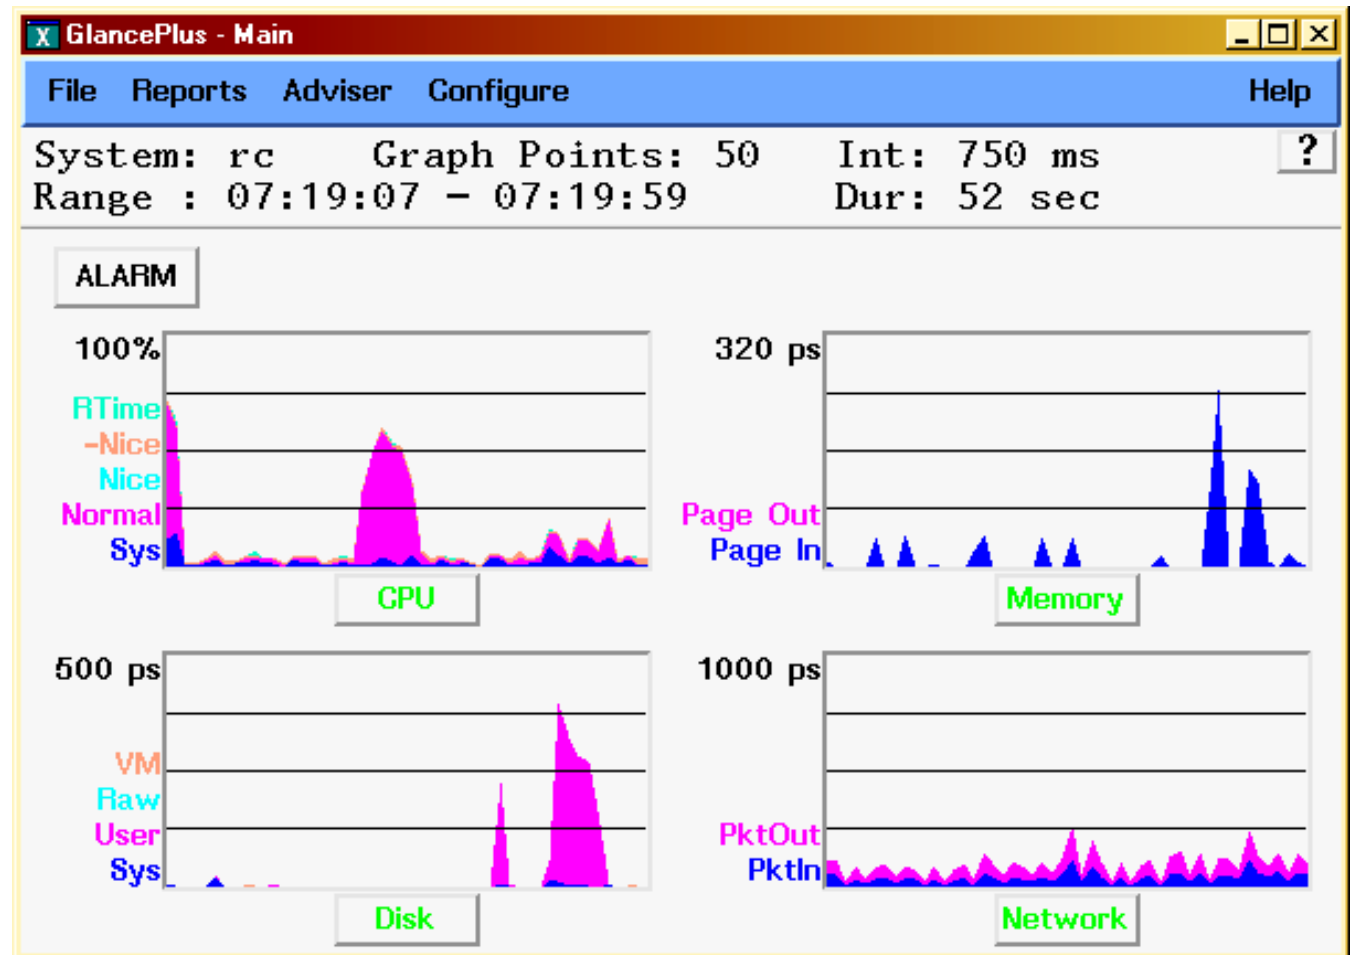 X GlancePlus - Main
File Reports Adviser Configure Help
System: rc Graph Points: 50 Int: 750 ms ?
Range : 07:19:07 - 07:19:59 Dur: 52 sec
ALARM
100%
RTime
-Nice
Nice
Normal
Sys
CPU
320 ps
Page Out
Page In
Memory
500 ps
VM
Raw
User
Sys
Disk
1000 ps
PktOut
PktIn
Network